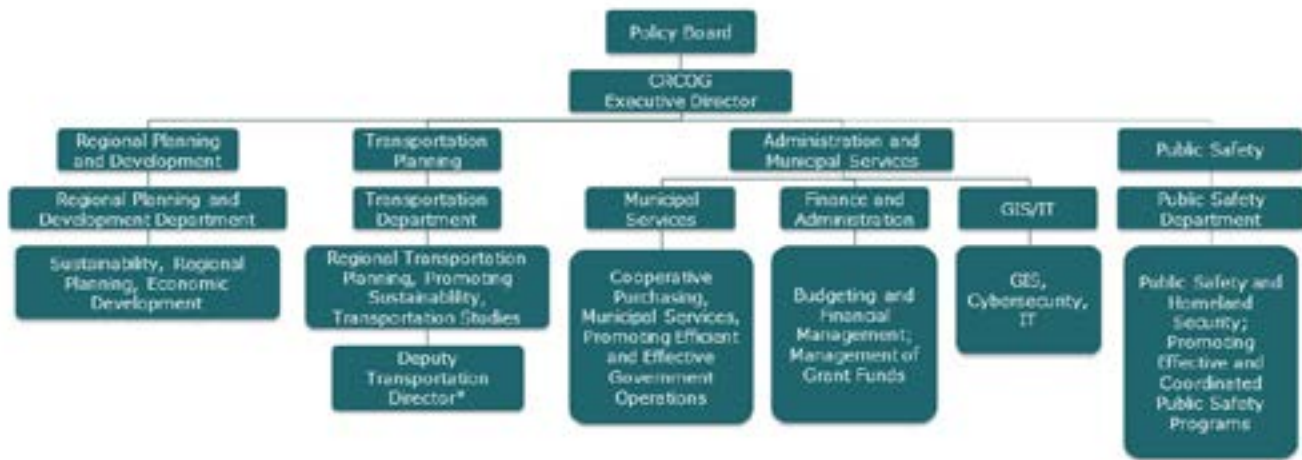 Policy Board
CRCOG
Executive Director
Regional Planning
and Development
Transportation
Planning
Administration and
Municipal Services
Public Safety
Regional Planning and
Development Department
Transportation
Department
Municipal
Services
Finance and
Administration
GIS/IT
Public Safety
Department
Sustainability, Regional
Planning, Economic
Development
Regional Transportation
Planning, Promoting
Sustainability,
Transportation Studies
Deputy
Transportation
Director*
Cooperative
Purchasing,
Municipal Services,
Promoting Efficient
and Effective
Government
Operations
Budgeting and
Financial
Management;
Management of
Grant Funds
GIS,
Cybersecurity,
IT
Public Safety and
Homeland
Security;
Promoting
Effective and
Coordinated
Public Safety
Programs